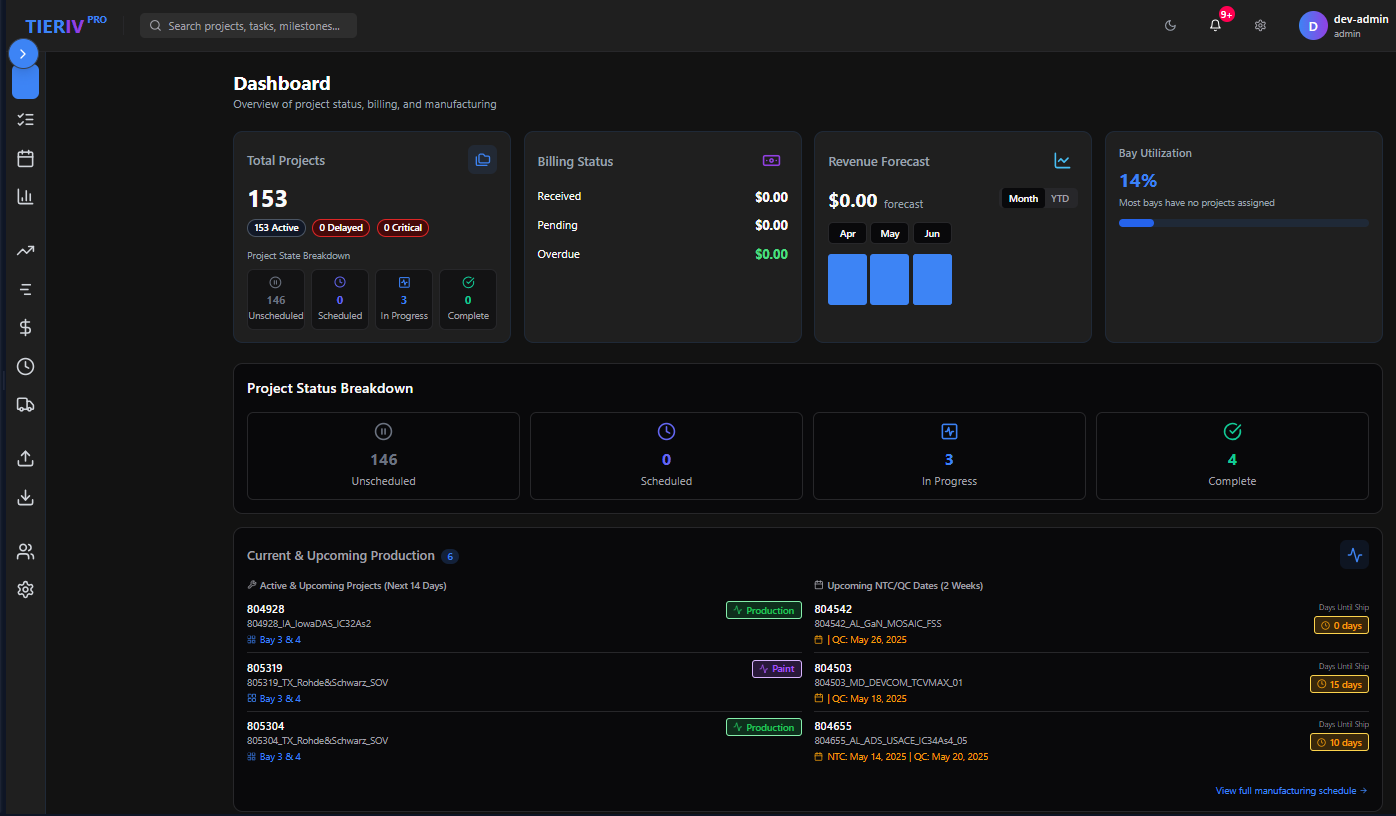 TIERIV PRO
Search projects, tasks, milestones...
9+
D
dev-admin
admin
Dashboard
Overview of project status, billing, and manufacturing
Total Projects
153
153 Active 0 Delayed 0 Critical
Project State Breakdown
146 0 3 0
Unscheduled Scheduled In Progress Complete
Billing Status
Received $0.00
Pending $0.00
Overdue $0.00
Revenue Forecast
$0.00 forecast Month YTD
Apr May Jun
Bay Utilization
14%
Most bays have no projects assigned
Project Status Breakdown
146 0 3 4
Unscheduled Scheduled In Progress Complete
Current & Upcoming Production 6
Active & Upcoming Projects (Next 14 Days)
804928 Production
804928_IA_IowaDAS_IC32As2
Bay 3 & 4
805319 Paint
805319_TX_Rohde&Schwarz_SOV
Bay 3 & 4
805304 Production
805304_TX_Rohde&Schwarz_SOV
Bay 3 & 4
Upcoming NTC/QC Dates (2 Weeks)
804542 Days Until Ship
804542_AL_GaN_MOSAIC_FSS 0 days
| QC: May 26, 2025
804503 Days Until Ship
804503_MD_DEVCOM_TCVMAX_01 15 days
| QC: May 18, 2025
804655 Days Until Ship
804655_AL_ADS_USACE_IC34As4_05 10 days
NTC: May 14, 2025 | QC: May 20, 2025
View full manufacturing schedule →